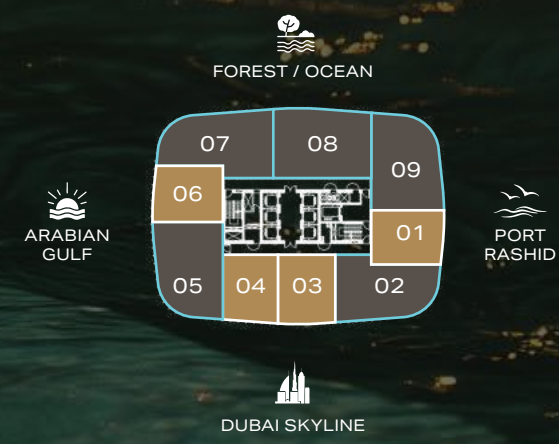 FOREST / OCEAN
07
08
09
06
01
ARABIAN
GULF
PORT
RASHID
05
04
03
02
DUBAI SKYLINE